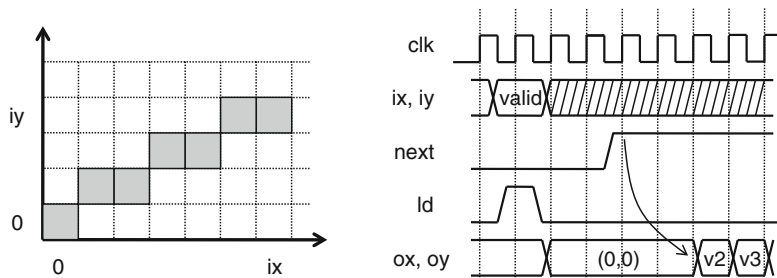 iy
0
0 ix
clk
ix, iy valid
next
ld
ox, oy (0,0) v2 v3